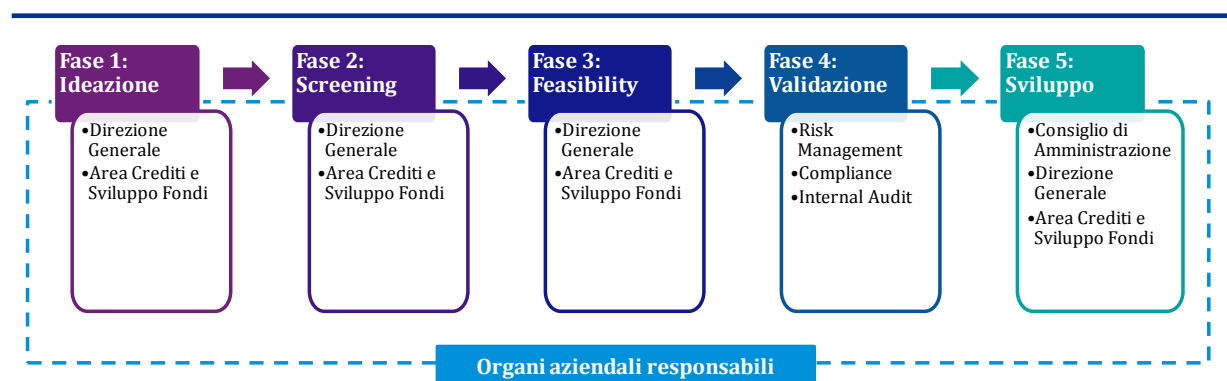 Fase 1:
Ideazione
•Direzione
Generale
•Area Crediti e
Sviluppo Fondi
Fase 2:
Screening
•Direzione
Generale
•Area Crediti e
Sviluppo Fondi
Fase 3:
Feasibility
•Direzione
Generale
•Area Crediti e
Sviluppo Fondi
Fase 4:
Validazione
•Risk
Management
•Compliance
•Internal Audit
Fase 5:
Sviluppo
•Consiglio di
Amministrazione
•Direzione
Generale
•Area Crediti e
Sviluppo Fondi
Organi aziendali responsabili